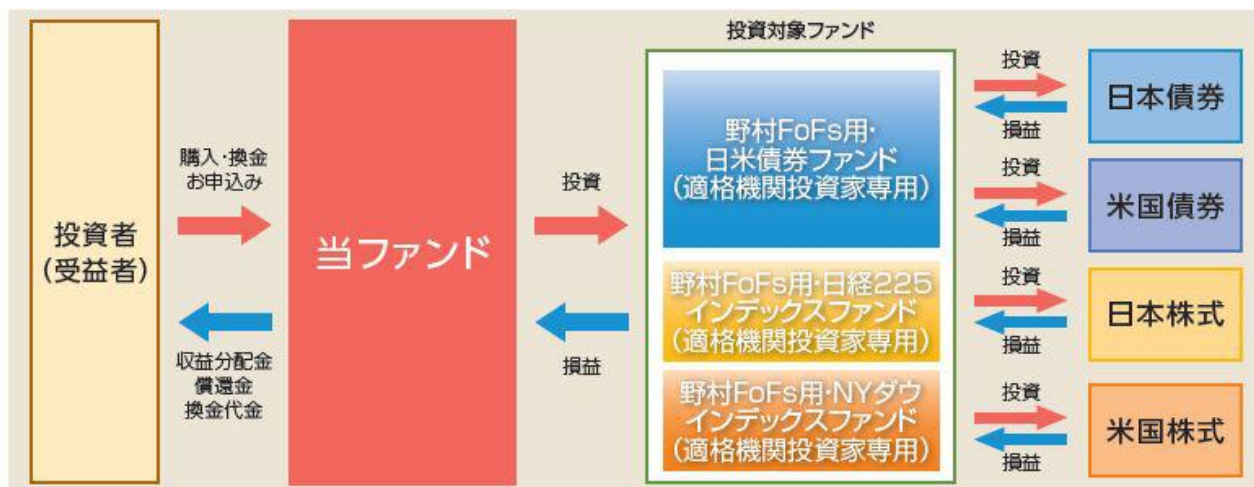 投資者
(受益者)
購入・換金
お申込み
収益分配金
償還金
換金代金
当ファンド
投資
損益
投資対象ファンド
野村FoFs用・
日米債券ファンド
(適格機関投資家専用)
野村FoFs用・日経225
インデックスファンド
(適格機関投資家専用)
野村FoFs用・NYダウ
インデックスファンド
(適格機関投資家専用)
投資
損益
日本債券
投資
損益
米国債券
投資
損益
日本株式
投資
損益
米国株式